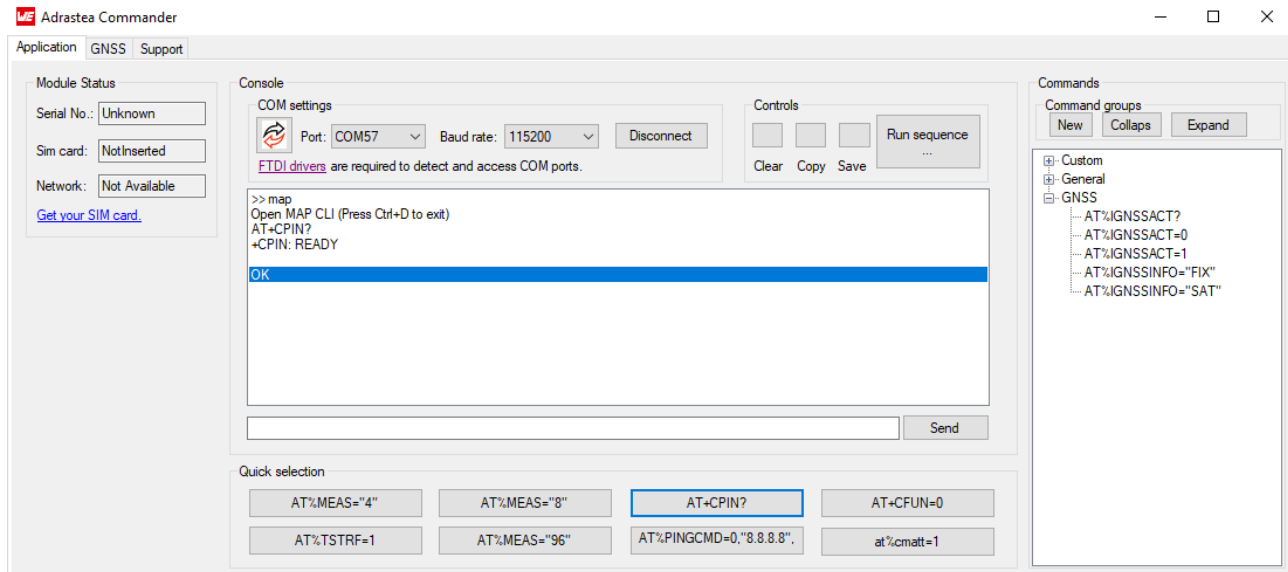 WE Adrastea Commander
Application GNSS Support
Module Status
Serial No.: Unknown
Sim card: NotInserted
Network: Not Available
Get your SIM card.
Console
COM settings
Port: COM57 Baud rate: 115200 Disconnect
FTDI drivers are required to detect and access COM ports.
Controls
Clear Copy Save
Run sequence
...
>> map
Open MAP CLI (Press Ctrl+D to exit)
AT+CPIN?
+CPIN: READY
OK
Send
Quick selection
AT%MEAS="4" AT%MEAS="8" AT+CPIN? AT+CFUN=0
AT%TSTRF=1 AT%MEAS="96" AT%PINGCMD=0,"8.8.8.8", at%cmatt=1
Commands
Command groups
New Collaps Expand
Custom
General
GNSS
AT%IGNSSACT?
AT%IGNSSACT=0
AT%IGNSSACT=1
AT%IGNSSINFO="FIX"
AT%IGNSSINFO="SAT"